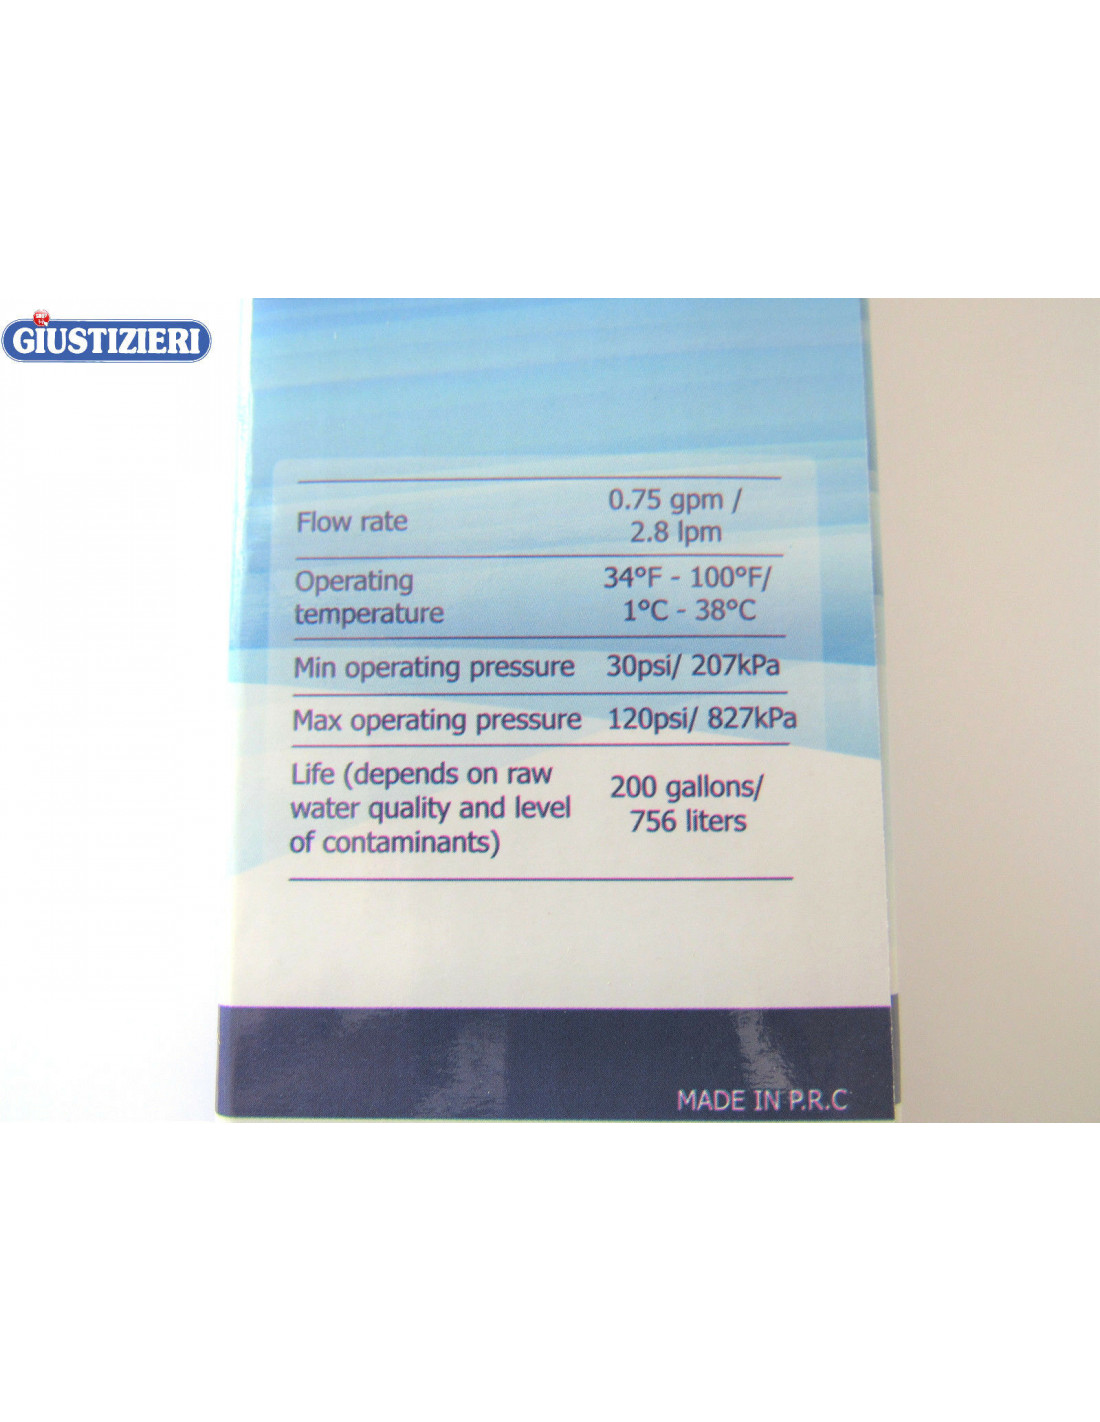 GIUSTIZIERI
Flow rate
0.75 gpm /
2.8 lpm
Operating
temperature
34°F - 100°F/
1°C - 38°C
Min operating pressure 30psi/ 207kPa
Max operating pressure 120psi/ 827kPa
Life (depends on raw
water quality and level
of contaminants)
200 gallons/
756 liters
MADE IN P.R.C